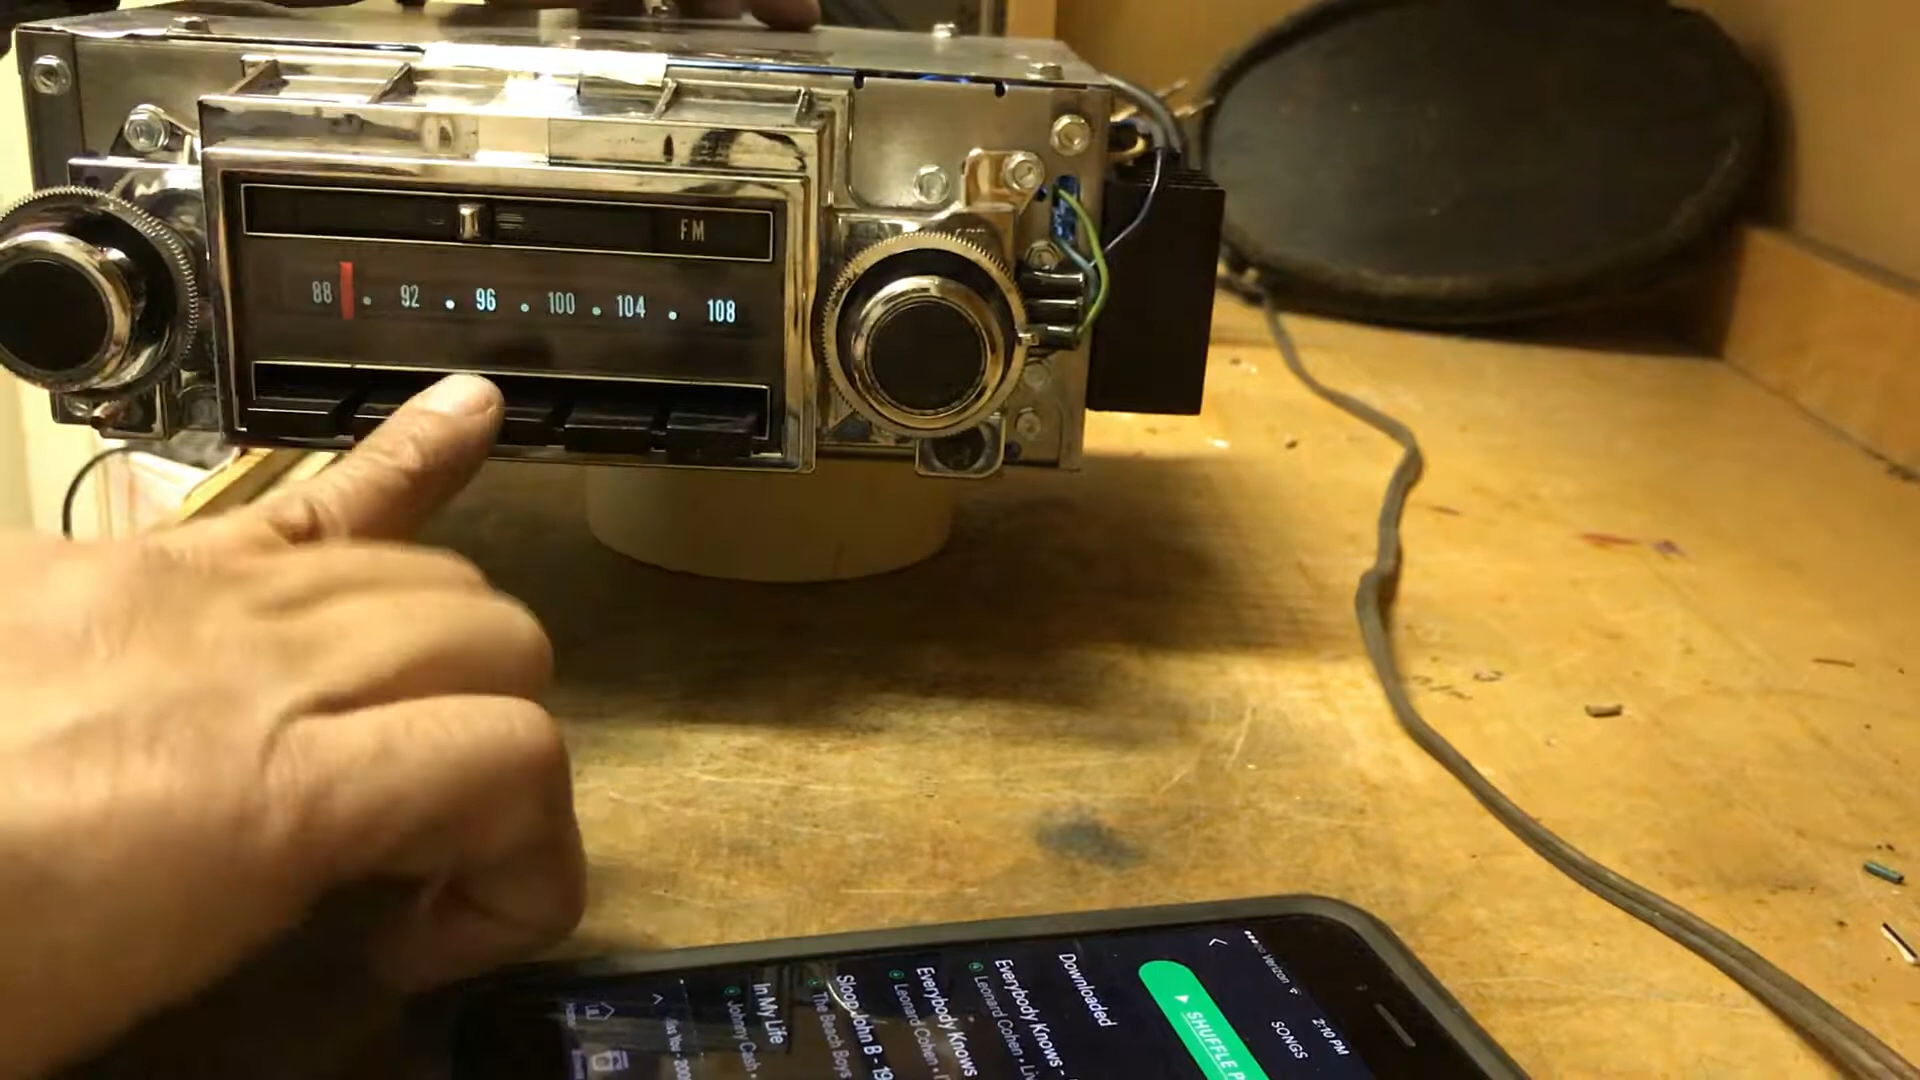 FM
88 92 96 100 104 108
Verizon
2:10 PM
SONGS
SHUFFLE P
Downloaded
Everybody Knows -
Leonard Cohen • Liv
Everybody Knows
Leonard Cohen •
Sloop John B - 19
The Beach Boys
In My Life
Johnny Cash •
Home